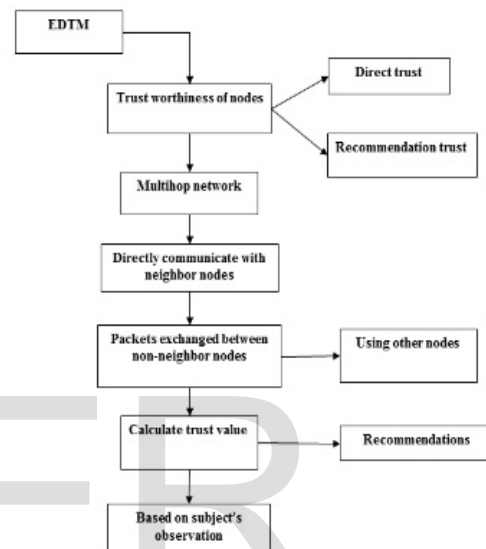 EDTM
Trust worthiness of nodes
Direct trust
Recommendation trust
Multihop network
Directly communicate with
neighbor nodes
Packets exchanged between
non-neighbor nodes
Using other nodes
Calculate trust value
Recommendations
Based on subject's
observation
ER